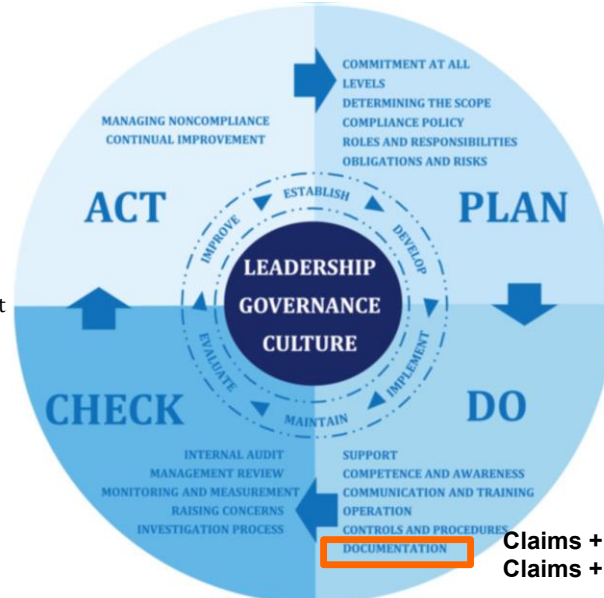 COMMITMENT AT ALL
LEVELS
DETERMINING THE SCOPE
COMPLIANCE POLICY
ROLES AND RESPONSIBILITIES
OBLIGATIONS AND RISKS
MANAGING NONCOMPLIANCE
CONTINUAL IMPROVEMENT
ACT
PLAN
ESTABLISH
DEVELOP
IMPLEMENT
MAINTAIN
EVALUATE
IMPROVE
LEADERSHIP
GOVERNANCE
CULTURE
t
CHECK
DO
INTERNAL AUDIT
MANAGEMENT REVIEW
MONITORING AND MEASUREMENT
RAISING CONCERNS
INVESTIGATION PROCESS
SUPPORT
COMPETENCE AND AWARENESS
COMMUNICATION AND TRAINING
OPERATION
CONTROLS AND PROCEDURES
DOCUMENTATION
Claims +
Claims +